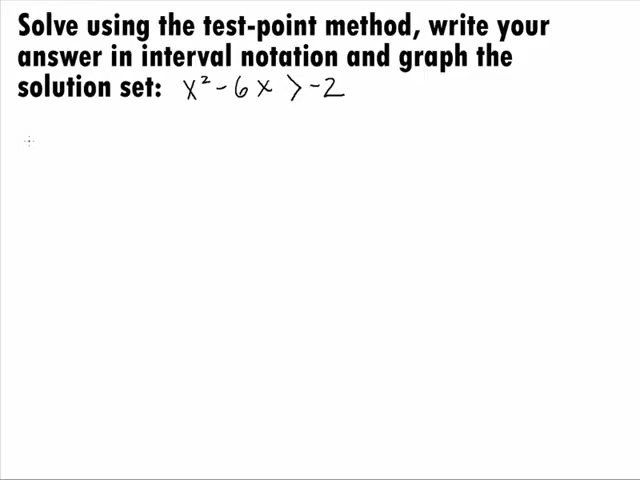 Solve using the test-point method, write your
answer in interval notation and graph the
solution set: x² - 6x > -2